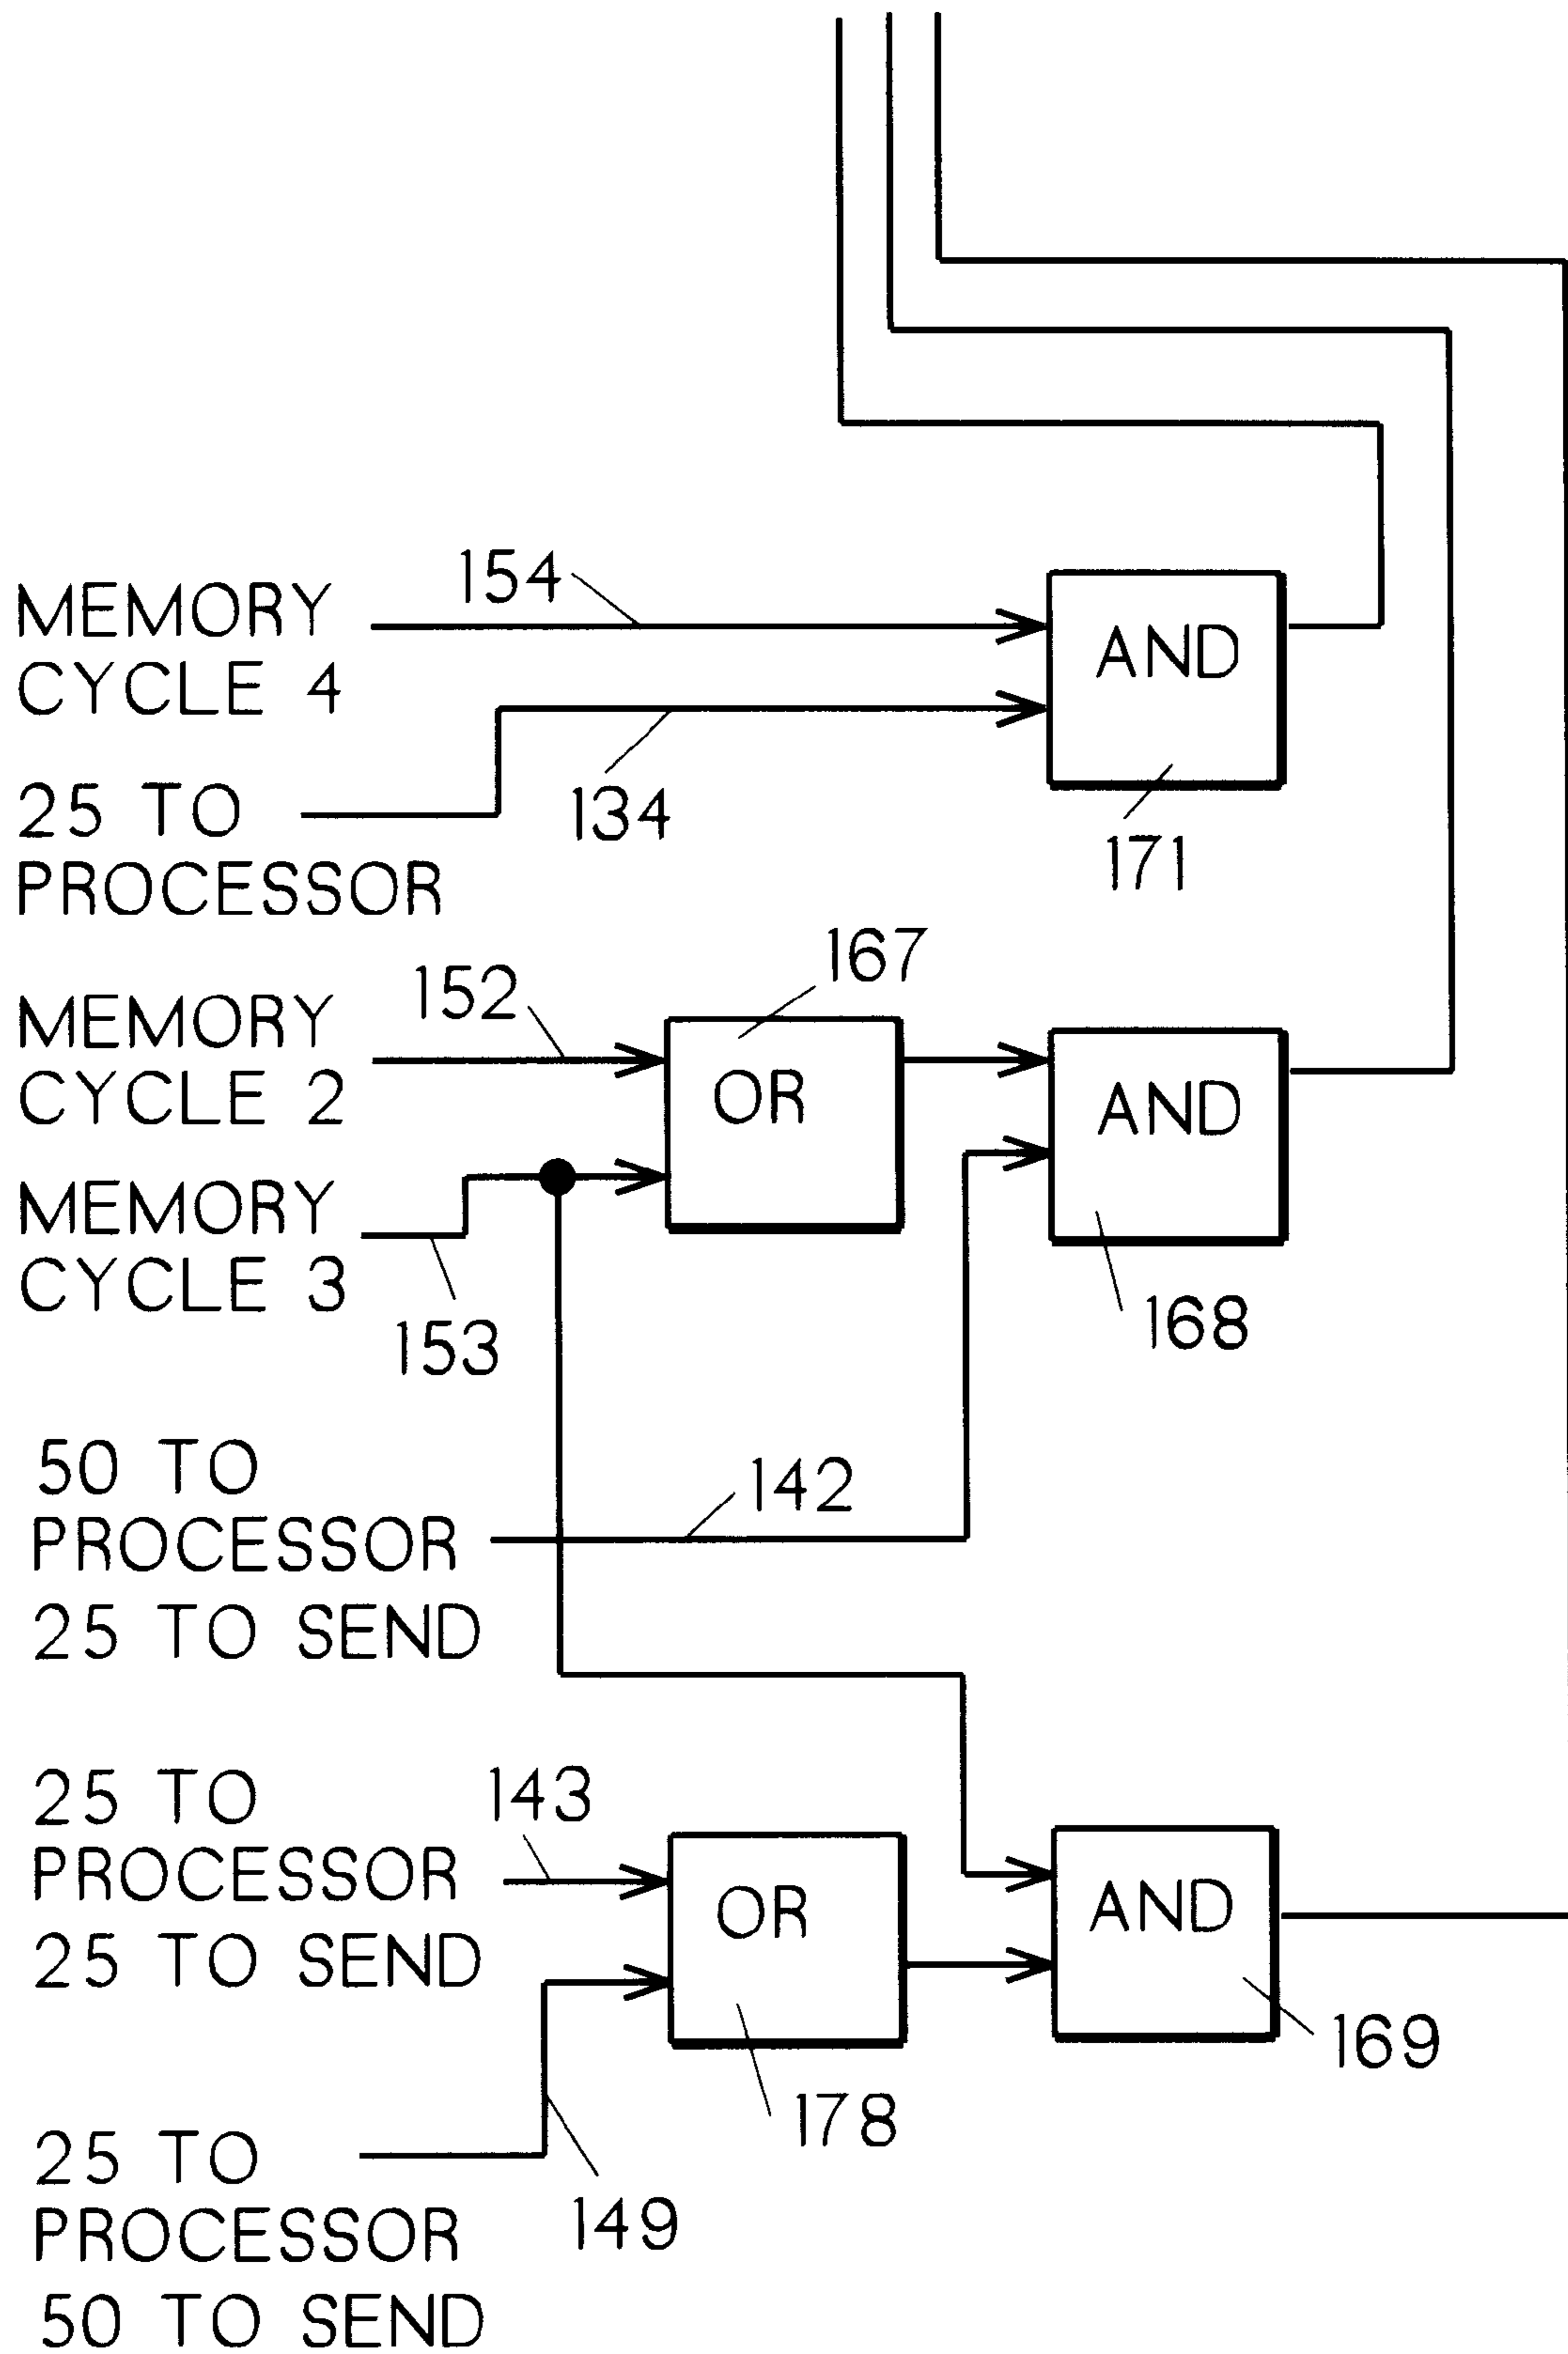 154
MEMORY
CYCLE 4
AND
134
25 TO
PROCESSOR
171
167
152
MEMORY
CYCLE 2
OR
AND
MEMORY
CYCLE 3
153
168
50 TO
PROCESSOR
25 TO SEND
142
25 TO
PROCESSOR
25 TO SEND
143
OR
AND
169
178
25 TO
PROCESSOR
50 TO SEND
149